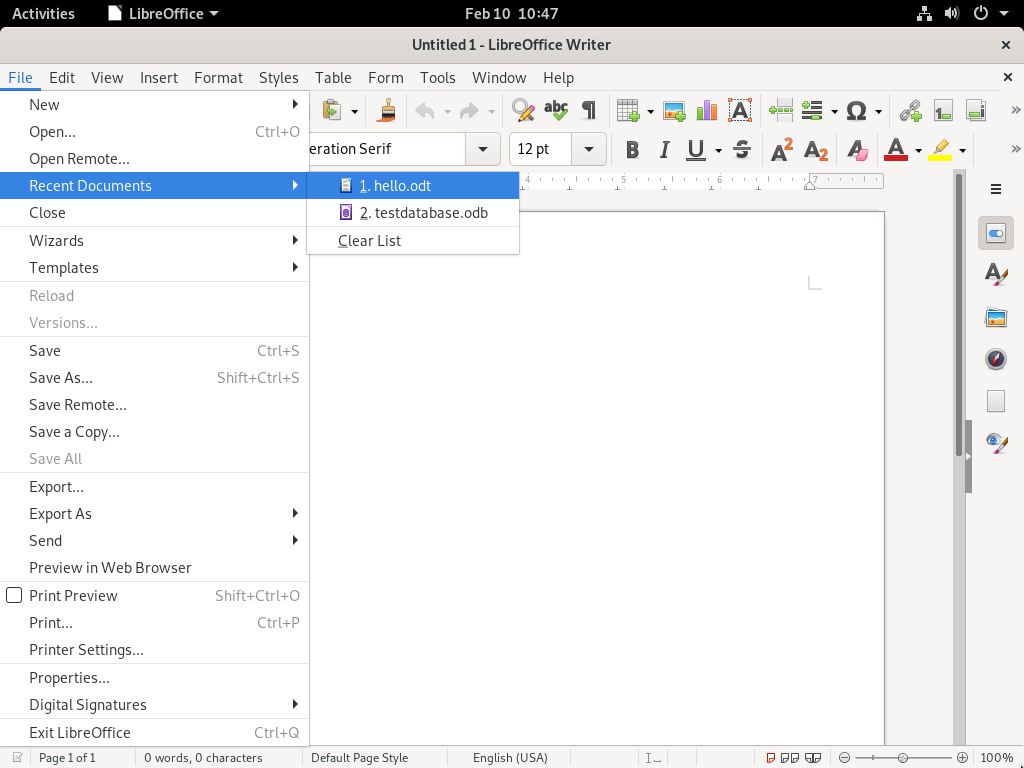 Activities LibreOffice Feb 10 10:47
Untitled 1 - LibreOffice Writer
File Edit View Insert Format Styles Table Form Tools Window Help
New
Open... Ctrl+O
Open Remote...
eration Serif 12 pt
Recent Documents
1. hello.odt
2. testdatabase.odb
Clear List
4 5 6 7
Close
Wizards
Templates
Reload
Versions...
Save Ctrl+S
Save As... Shift+Ctrl+S
Save Remote...
Save a Copy...
Save All
Export...
Export As
Send
Preview in Web Browser
Print Preview Shift+Ctrl+O
Print... Ctrl+P
Printer Settings...
Properties...
Digital Signatures
Exit LibreOffice Ctrl+Q
Page 1 of 1 0 words, 0 characters Default Page Style English (USA) 100%